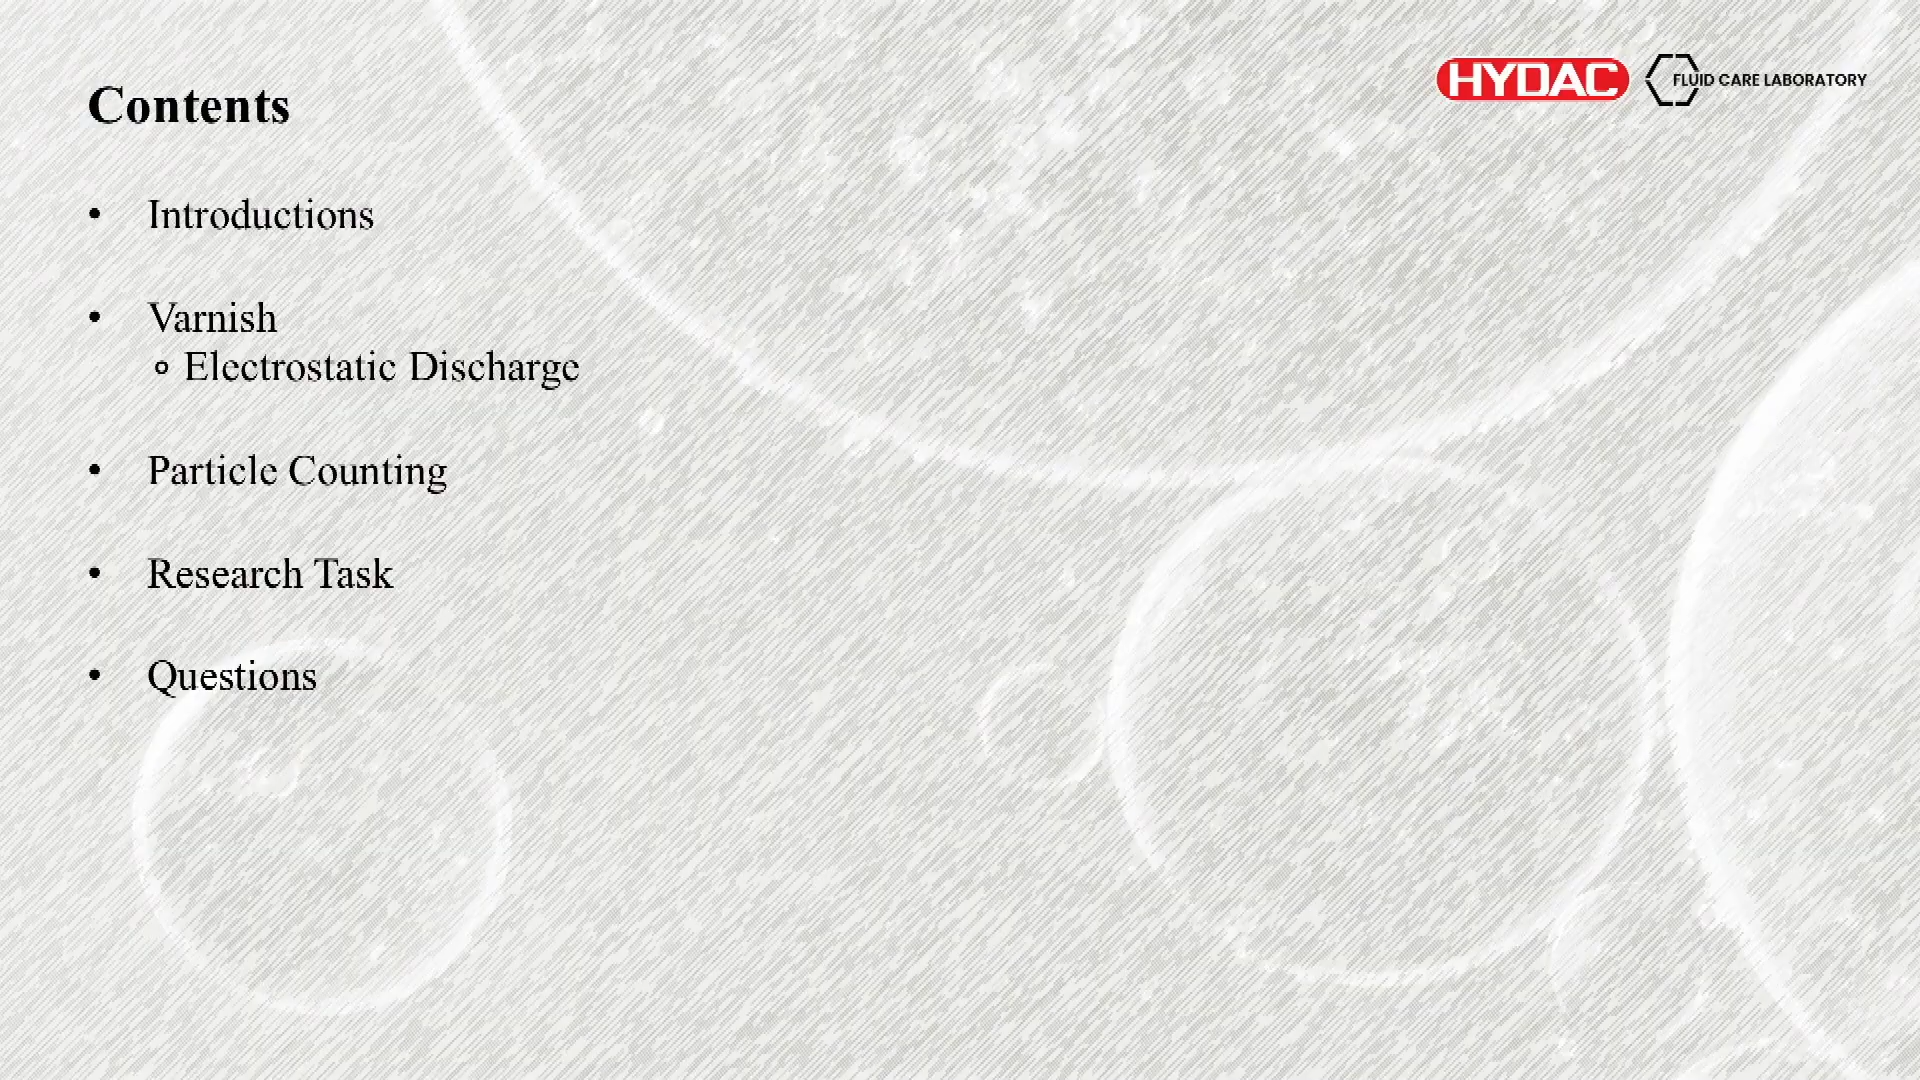 Contents
HYDAC FLUID CARE LABORATORY
• Introductions
• Varnish
∘ Electrostatic Discharge
• Particle Counting
• Research Task
• Questions